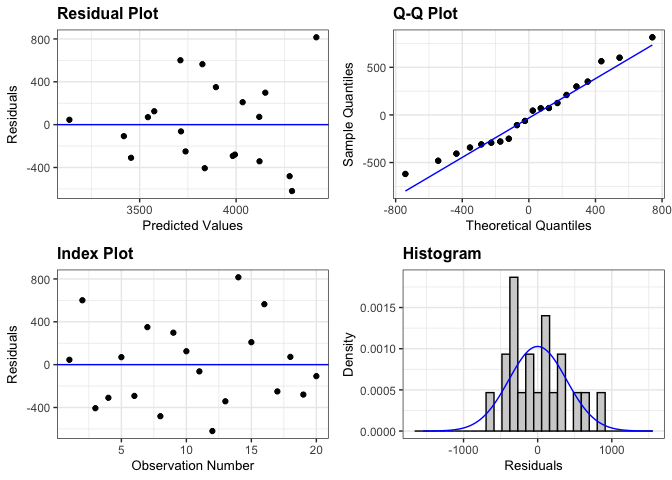 Residual Plot
800
400
0
-400
3500
4000
Residuals
Predicted Values
Q-Q Plot
500
0
-500
-800
-400
0
400
800
Sample Quantiles
Theoretical Quantiles
Index Plot
800
400
0
-400
5
10
15
20
Residuals
Observation Number
Histogram
0.0015
0.0010
0.0005
0.0000
-1000
0
1000
Density
Residuals